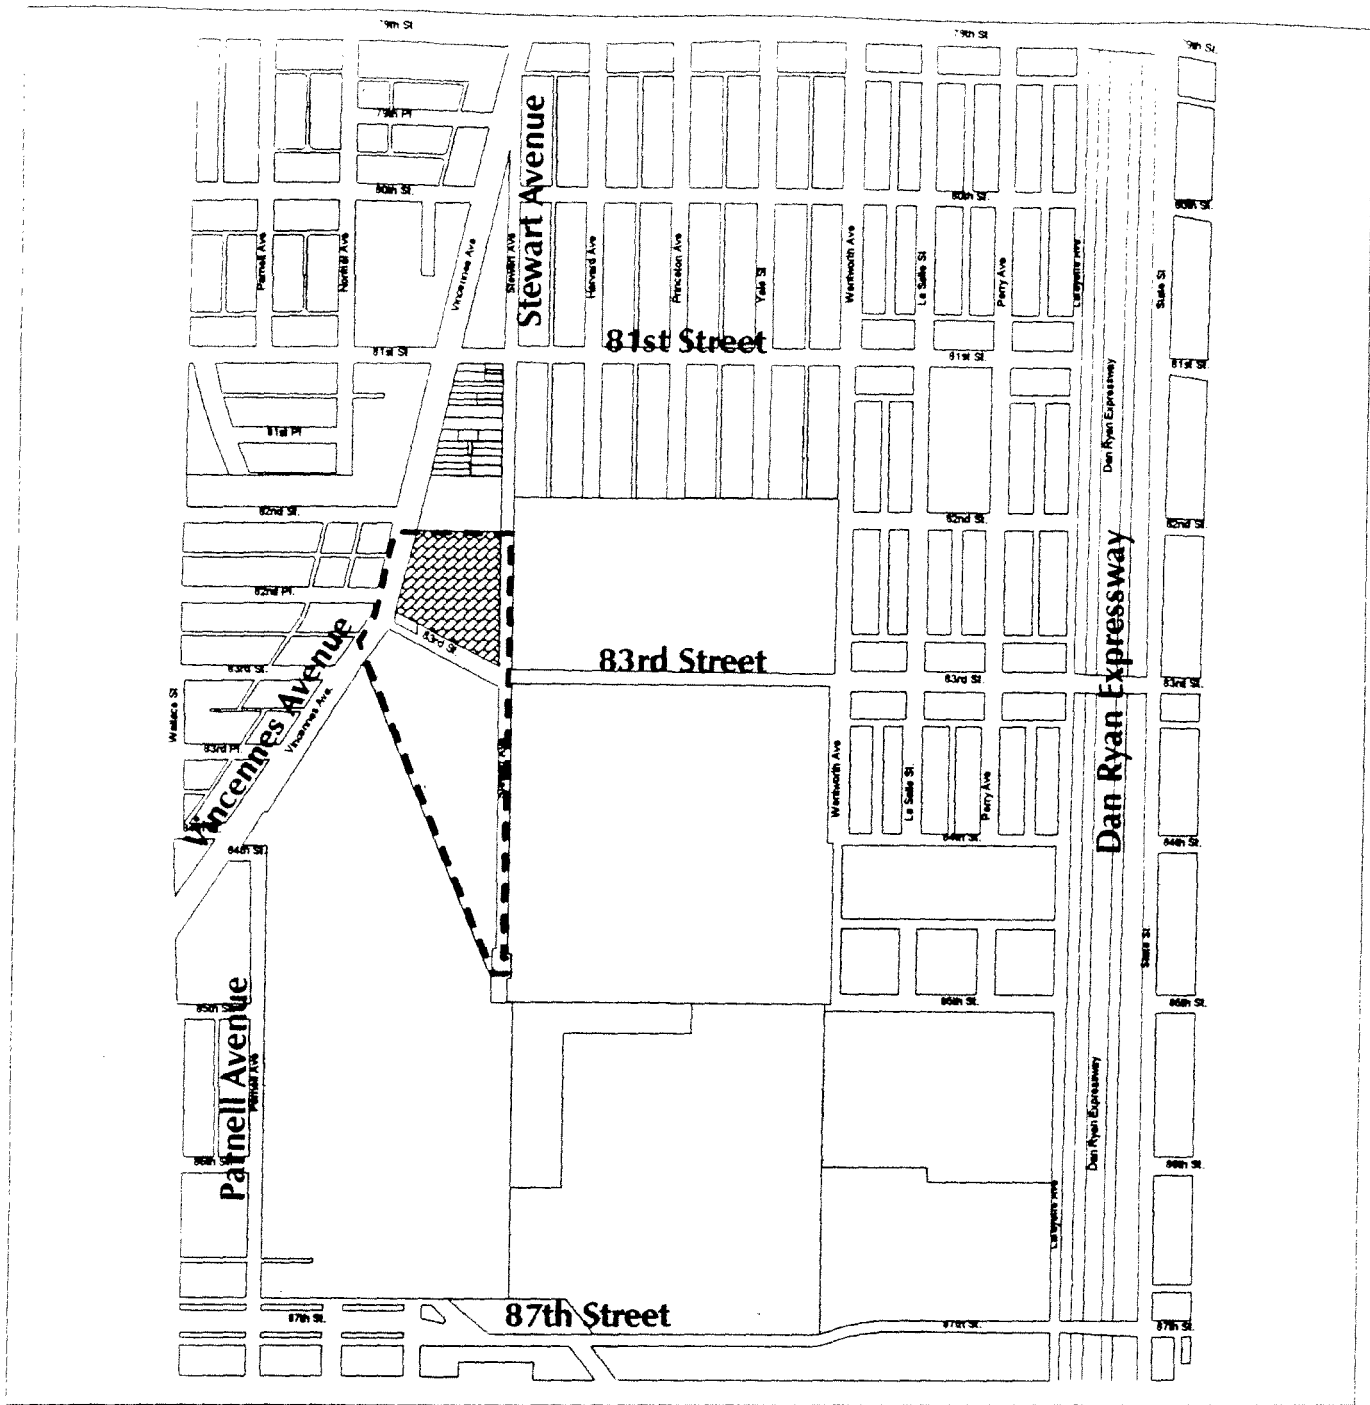 79th St
79th St
79th St.
79th Pl
80th St.
80th St.
80th St.
Stewart Avenue
Parnell Ave
Normal Ave
Vincennes Ave
Stewart Ave
Harvard Ave
Princeton Ave
Yale St
Wentworth Ave
La Salle St
Perry Ave
Lafayette Ave
State St
81st Street
81st St
81st St.
81st St.
Dan Ryan Expressway
81st Pl
82nd St.
82nd St.
82nd St.
82nd Pl.
83rd St
Vincennes Avenue
83rd Street
83rd St.
83rd St.
83rd St.
Wallace St
Vincennes Ave.
83rd Pl.
Dan Ryan Expressway
Wentworth Ave
La Salle St.
Perry Ave
84th St.
84th St.
84th St.
State St.
Parnell Avenue
Parnell Ave
85th St.
85th St.
85th St.
Dan Ryan Expressway
86th St.
86th St.
Lafayette Ave
87th Street
87th St.
87th St.
87th St.